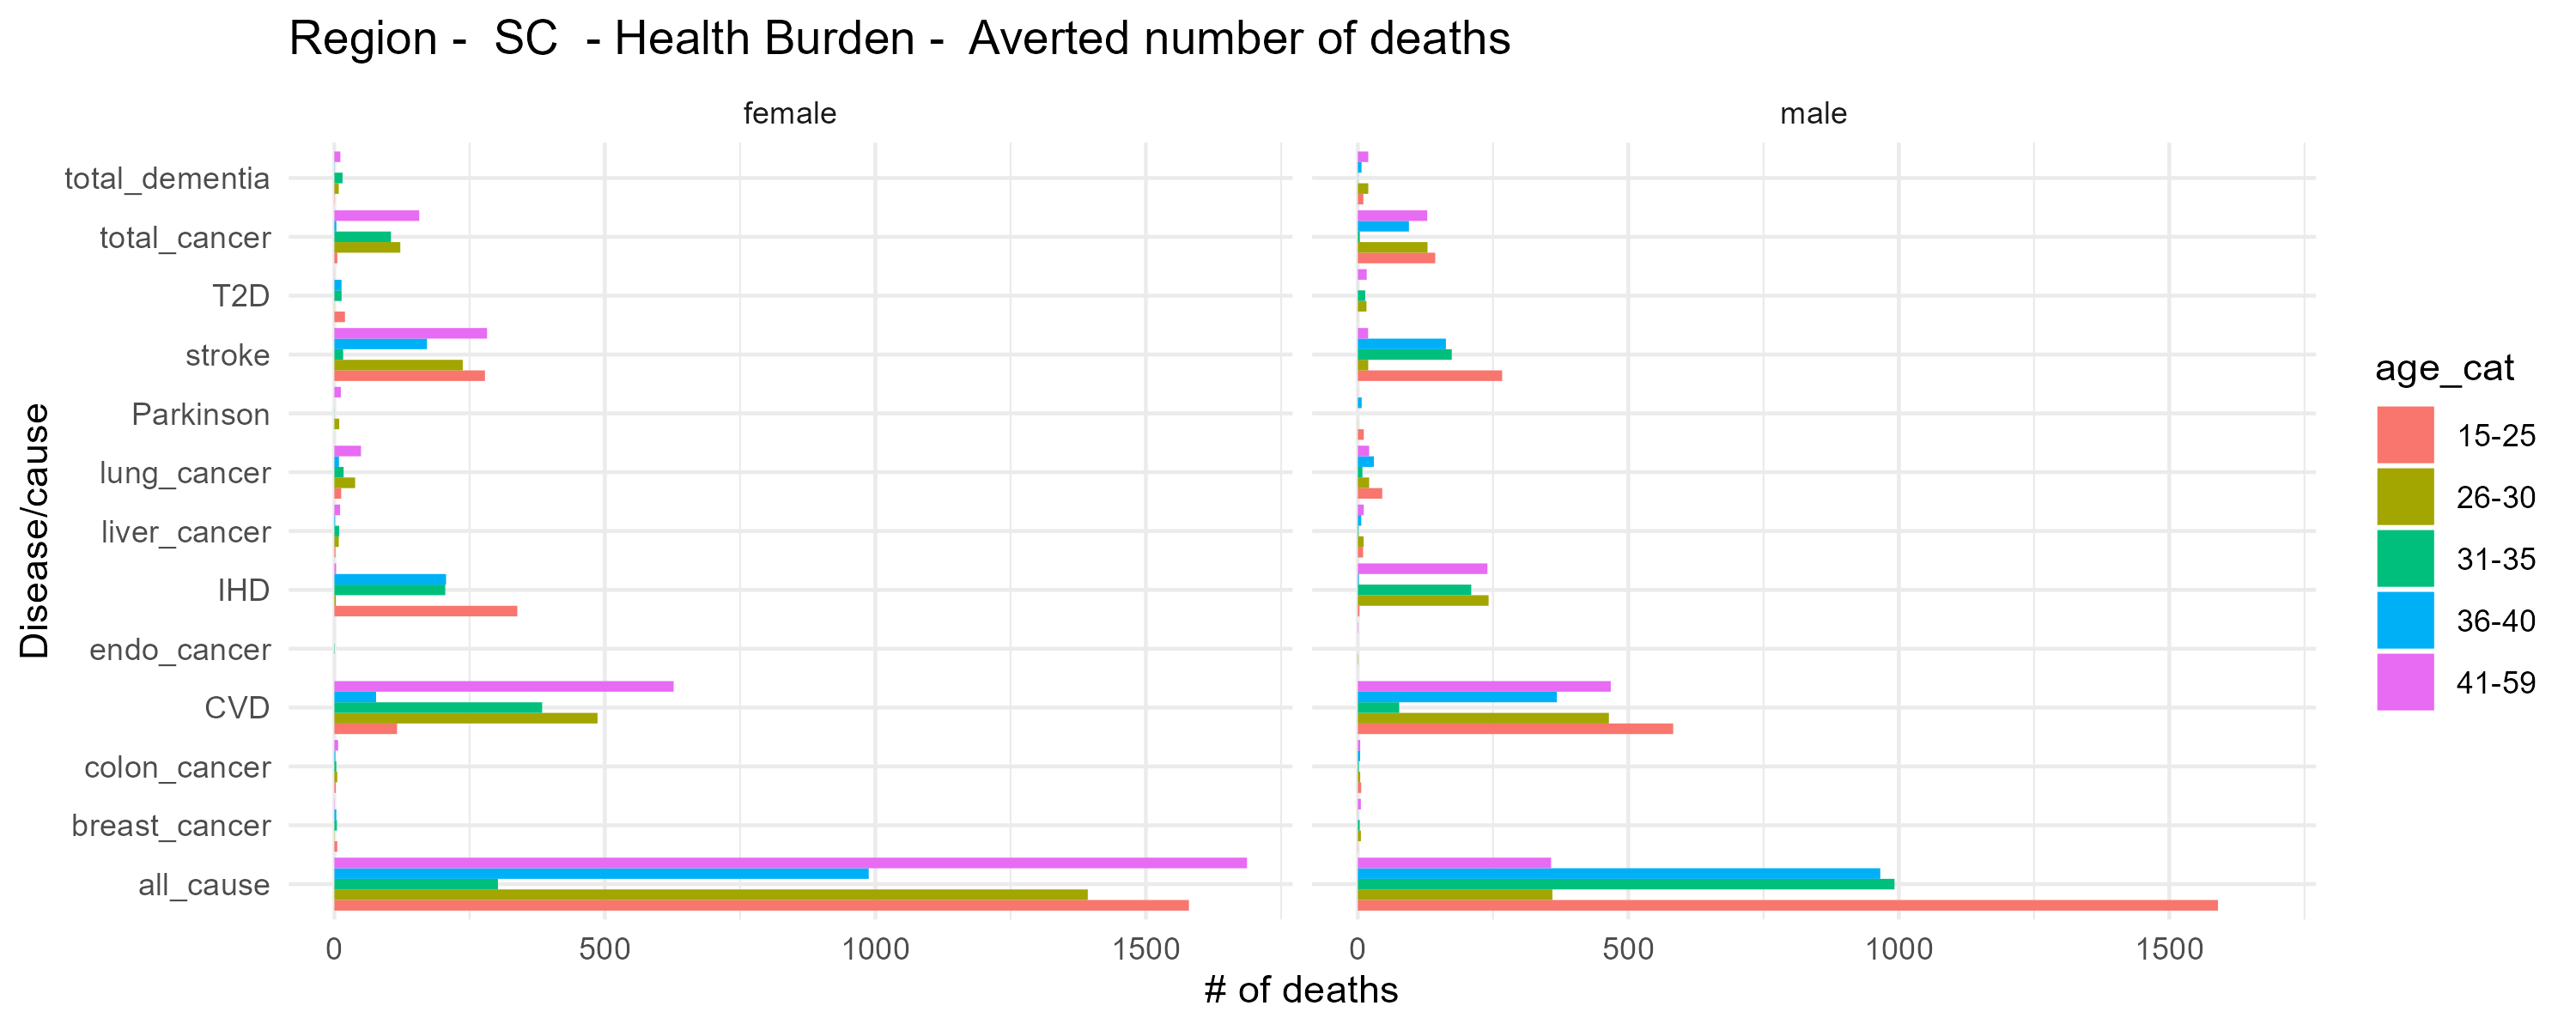 Region -  SC  - Health Burden -  Averted number of deaths
female
male
Disease/cause
total_dementia
total_cancer
T2D
stroke
Parkinson
lung_cancer
liver_cancer
IHD
endo_cancer
CVD
colon_cancer
breast_cancer
all_cause
0
500
1000
1500
0
500
1000
1500
# of deaths
age_cat
15-25
26-30
31-35
36-40
41-59